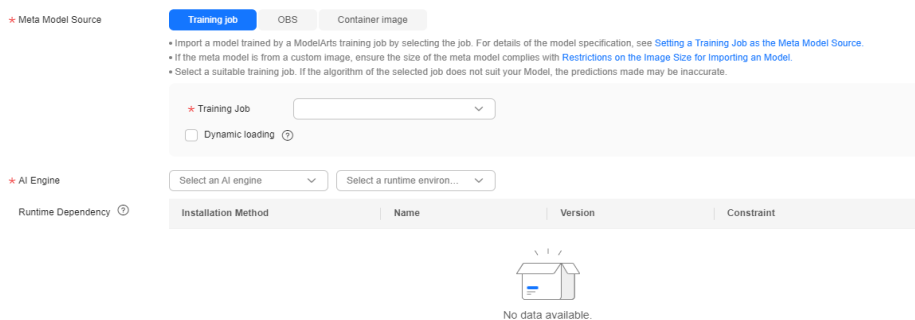 * Meta Model Source Training job OBS Container image
▪ Import a model trained by a ModelArts training job by selecting the job. For details of the model specification, see Setting a Training Job as the Meta Model Source.
▪ If the meta model is from a custom image, ensure the size of the meta model complies with Restrictions on the Image Size for Importing an Model.
▪ Select a suitable training job. If the algorithm of the selected job does not suit your Model, the predictions made may be inaccurate.
* Training Job
Dynamic loading ?
* AI Engine Select an AI engine Select a runtime environ...
Runtime Dependency ? Installation Method Name Version Constraint
No data available.